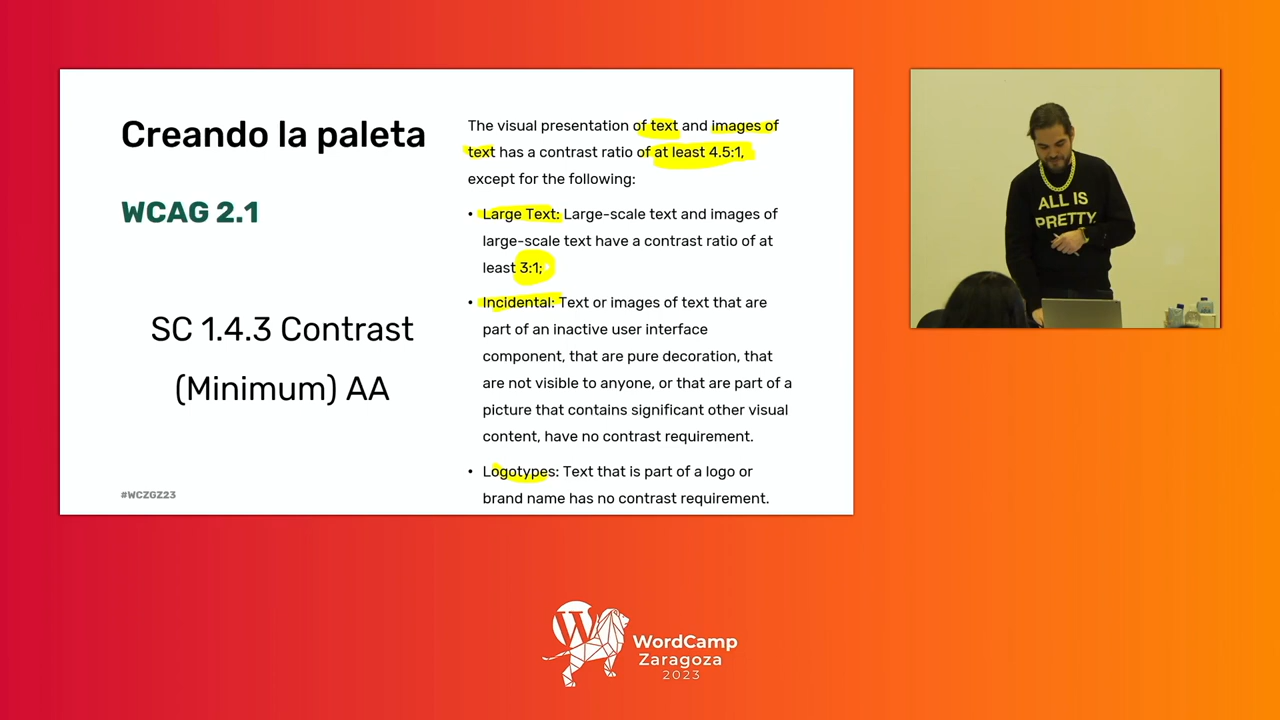 Creando la paleta
WCAG 2.1
SC 1.4.3 Contrast
(Minimum) AA
#WCZGZ23
The visual presentation of text and images of
text has a contrast ratio of at least 4.5:1,
except for the following:
• Large Text: Large-scale text and images of
large-scale text have a contrast ratio of at
least 3:1;
• Incidental: Text or images of text that are
part of an inactive user interface
component, that are pure decoration, that
are not visible to anyone, or that are part of a
picture that contains significant other visual
content, have no contrast requirement.
• Logotypes: Text that is part of a logo or
brand name has no contrast requirement.
ALL IS
PRETTY.
W
WordCamp
Zaragoza
2023